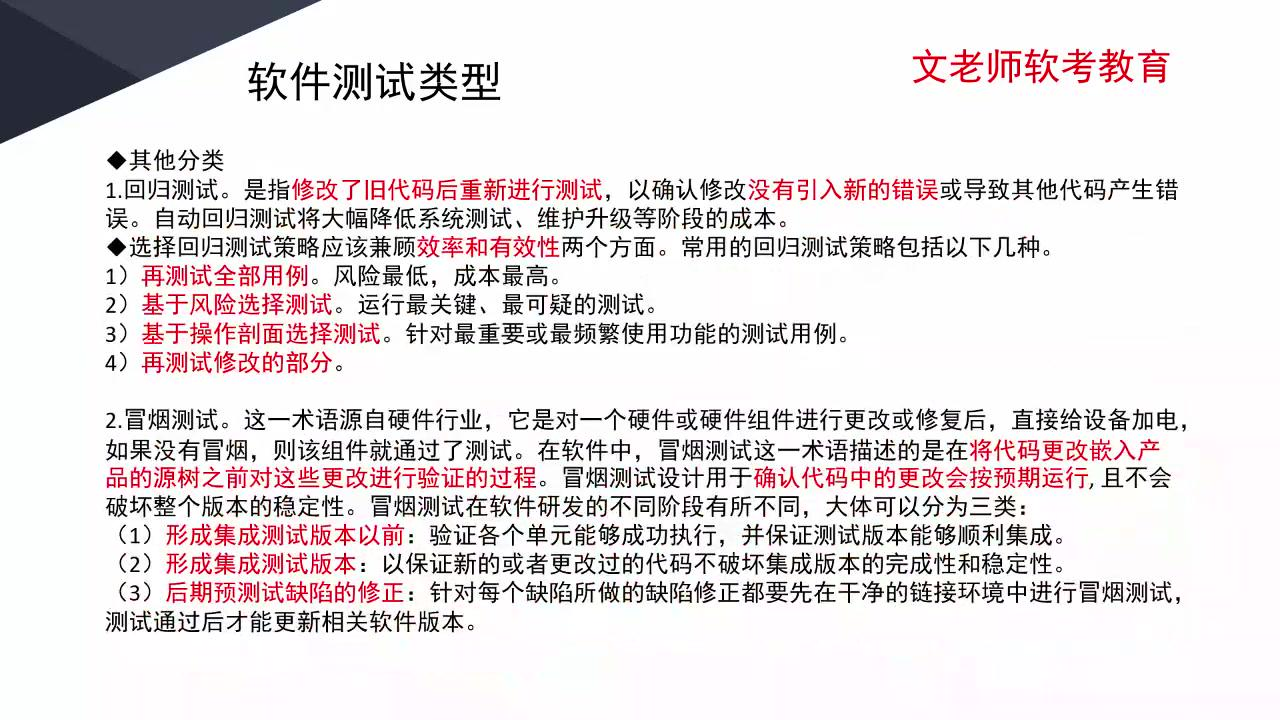 软件测试类型
文老师软考教育
◆其他分类
1.回归测试。是指修改了旧代码后重新进行测试，以确认修改没有引入新的错误或导致其他代码产生错
误。自动回归测试将大幅降低系统测试、维护升级等阶段的成本。
◆选择回归测试策略应该兼顾效率和有效性两个方面。常用的回归测试策略包括以下几种。
1）再测试全部用例。风险最低，成本最高。
2）基于风险选择测试。运行最关键、最可疑的测试。
3）基于操作剖面选择测试。针对最重要或最频繁使用功能的测试用例。
4）再测试修改的部分。
2.冒烟测试。这一术语源自硬件行业，它是对一个硬件或硬件组件进行更改或修复后，直接给设备加电，
如果没有冒烟，则该组件就通过了测试。在软件中，冒烟测试这一术语描述的是在将代码更改嵌入产
品的源树之前对这些更改进行验证的过程。冒烟测试设计用于确认代码中的更改会按预期运行, 且不会
破坏整个版本的稳定性。冒烟测试在软件研发的不同阶段有所不同，大体可以分为三类：
（1）形成集成测试版本以前：验证各个单元能够成功执行，并保证测试版本能够顺利集成。
（2）形成集成测试版本：以保证新的或者更改过的代码不破坏集成版本的完成性和稳定性。
（3）后期预测试缺陷的修正：针对每个缺陷所做的缺陷修正都要先在干净的链接环境中进行冒烟测试，
测试通过后才能更新相关软件版本。